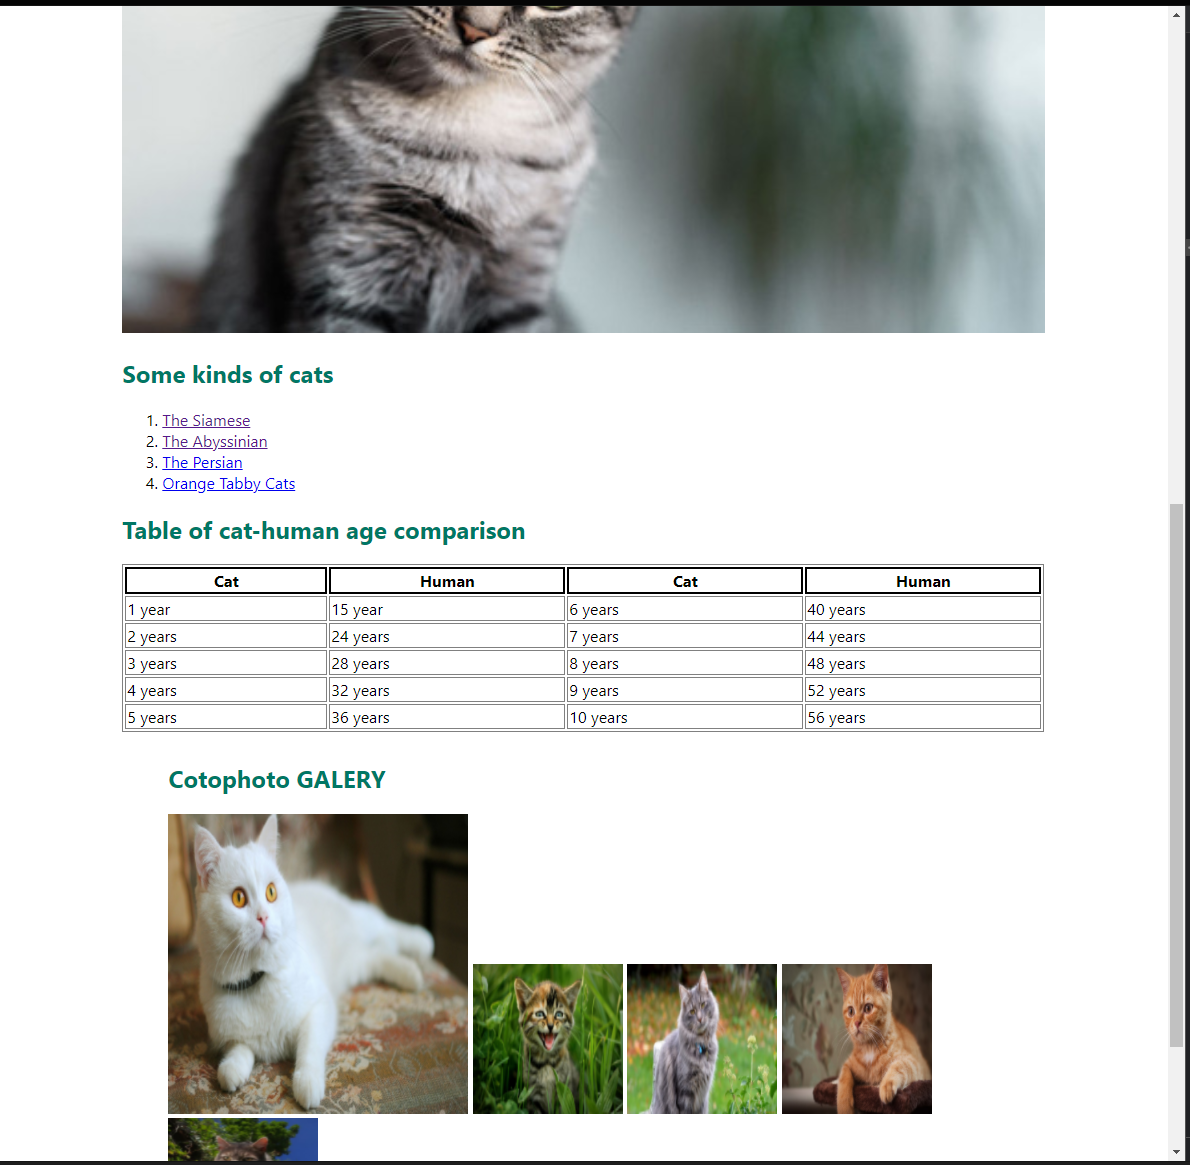 Some kinds of cats
1. The Siamese
2. The Abyssinian
3. The Persian
4. Orange Tabby Cats
Table of cat-human age comparison
Cat Human Cat Human
1 year 15 year 6 years 40 years
2 years 24 years 7 years 44 years
3 years 28 years 8 years 48 years
4 years 32 years 9 years 52 years
5 years 36 years 10 years 56 years
Cotophoto GALERY